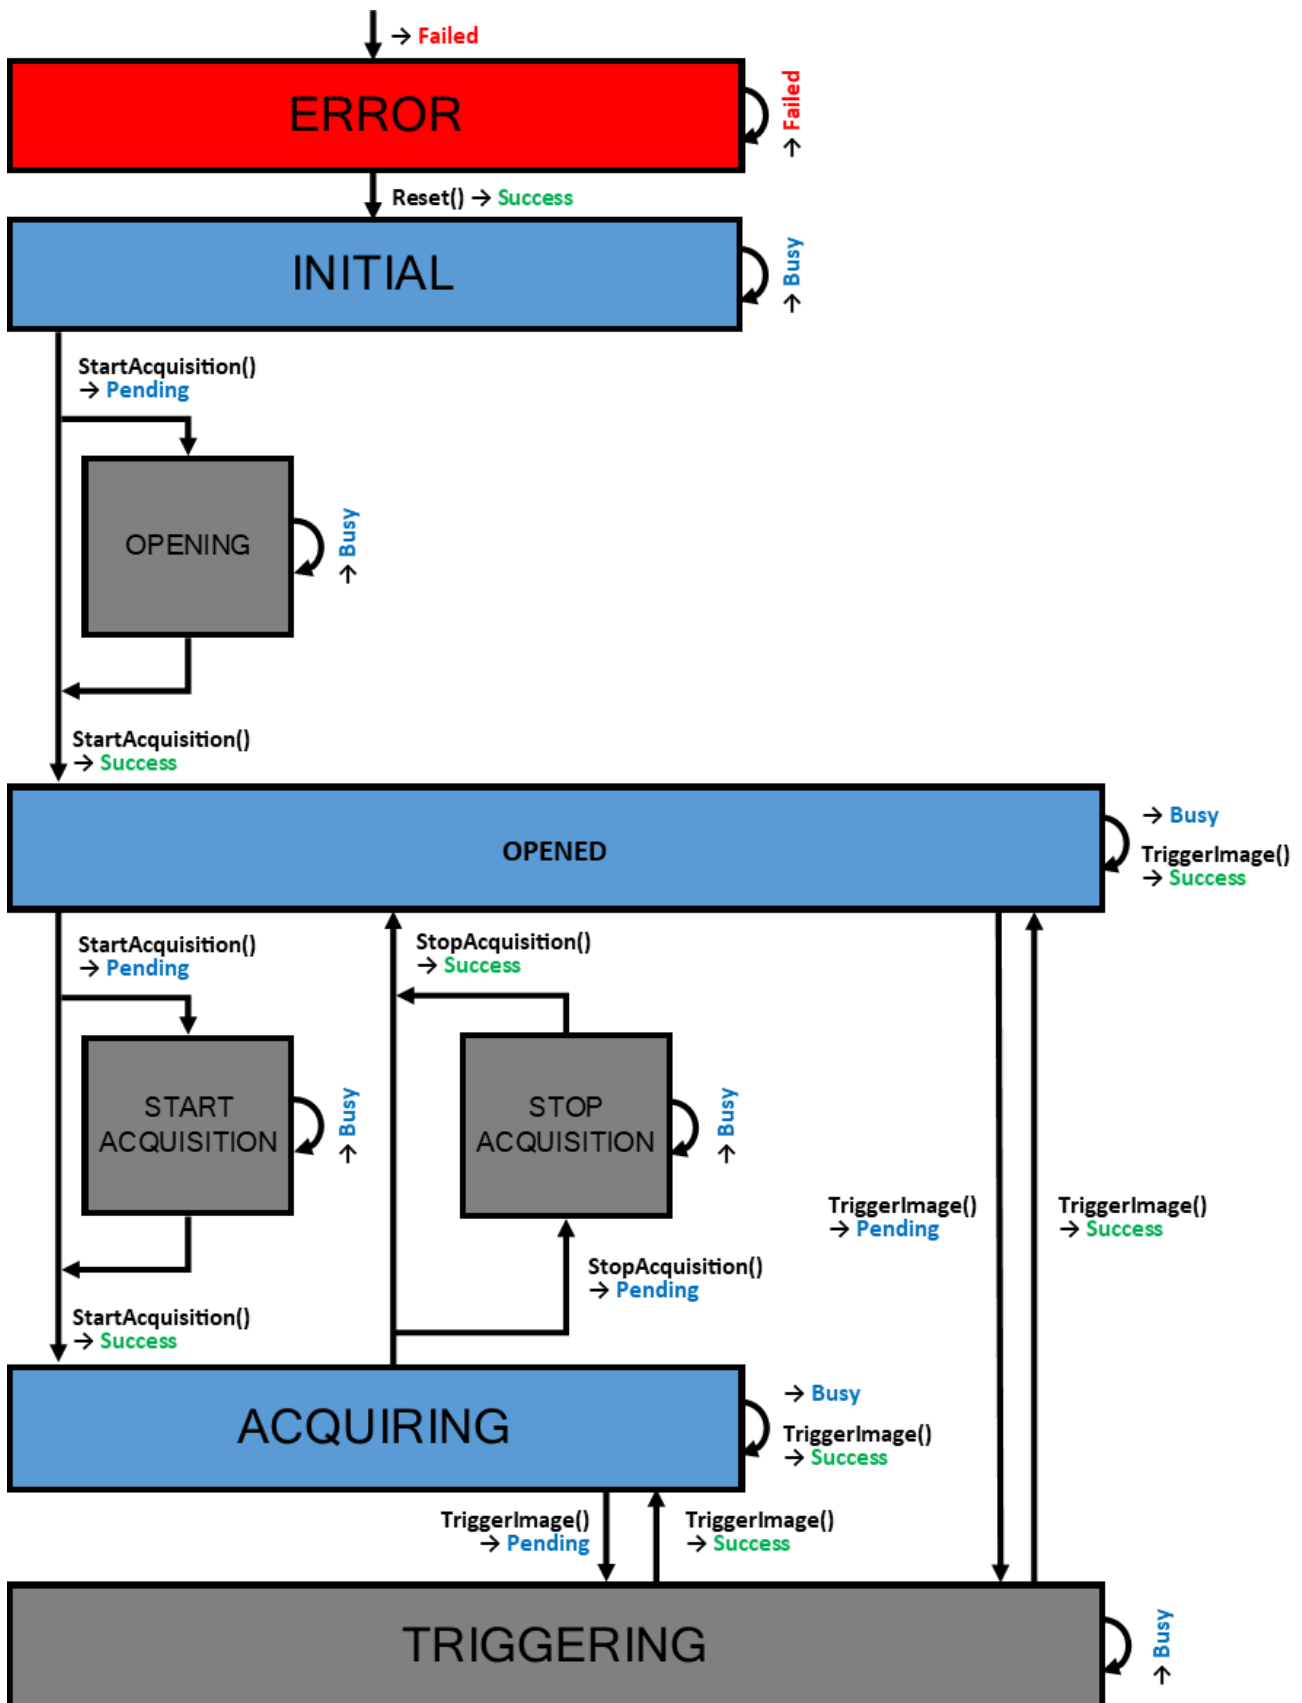 → Failed
ERROR
→ Failed
Reset() → Success
INITIAL
→ Busy
StartAcquisition()
→ Pending
OPENING
→ Busy
StartAcquisition()
→ Success
OPENED
→ Busy
TriggerImage()
→ Success
StartAcquisition()
→ Pending
StopAcquisition()
→ Success
START
ACQUISITION
→ Busy
STOP
ACQUISITION
→ Busy
TriggerImage()
→ Pending
TriggerImage()
→ Success
StopAcquisition()
→ Pending
StartAcquisition()
→ Success
ACQUIRING
→ Busy
TriggerImage()
→ Success
TriggerImage()
→ Pending
TriggerImage()
→ Success
TRIGGERING
→ Busy